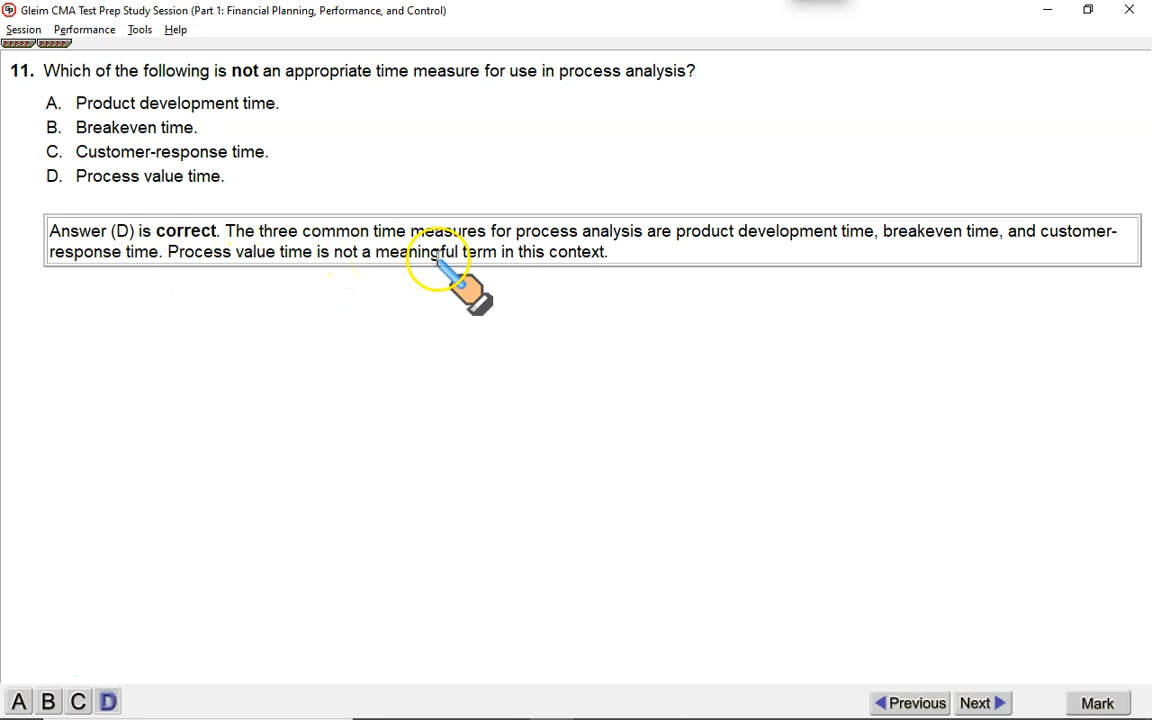 Gleim CMA Test Prep Study Session (Part 1: Financial Planning, Performance, and Control)
Session Performance Tools Help
11. Which of the following is not an appropriate time measure for use in process analysis?
A. Product development time.
B. Breakeven time.
C. Customer-response time.
D. Process value time.
Answer (D) is correct. The three common time measures for process analysis are product development time, breakeven time, and customer-
response time. Process value time is not a meaningful term in this context.
A B C D Previous Next Mark